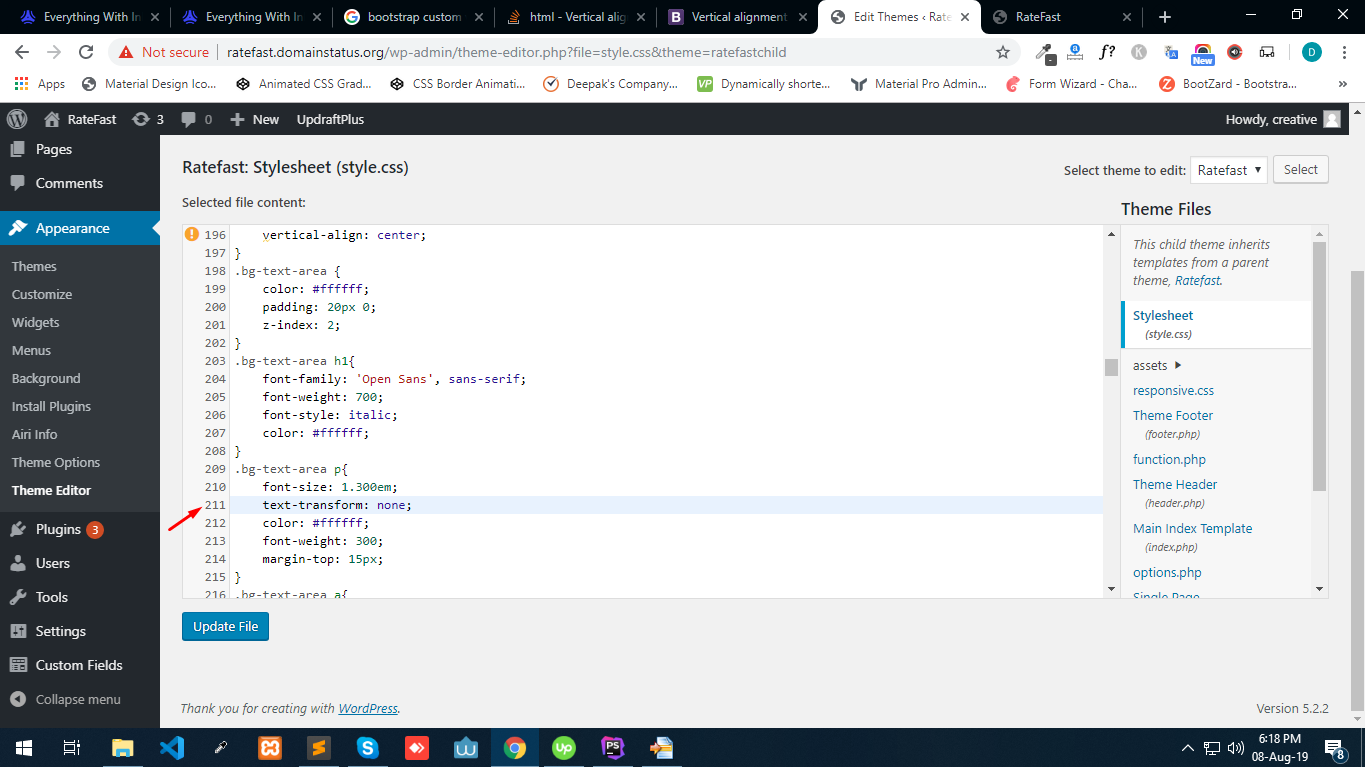 Everything With In
Everything With In
bootstrap custom
html - Vertical alig
Vertical alignment
Edit Themes ‹ Rate
RateFast
Not secure
ratefast.domainstatus.org/wp-admin/theme-editor.php?file=style.css&theme=ratefastchild
f?
K
New
D
Apps
Material Design Ico...
Animated CSS Grad...
CSS Border Animati...
Deepak's Company...
VP
Dynamically shorte...
Material Pro Admin...
Form Wizard - Cha...
BootZard - Bootstra...
»
RateFast
3
0
New
UpdraftPlus
Howdy, creative
Pages
Comments
Appearance
Themes
Customize
Widgets
Menus
Background
Install Plugins
Airi Info
Theme Options
Theme Editor
Plugins 3
Users
Tools
Settings
Custom Fields
Collapse menu
Ratefast: Stylesheet (style.css)
Select theme to edit: Ratefast Select
Selected file content:
196 vertical-align: center;
197 }
198 .bg-text-area {
199 color: #ffffff;
200 padding: 20px 0;
201 z-index: 2;
202 }
203 .bg-text-area h1{
204 font-family: 'Open Sans', sans-serif;
205 font-weight: 700;
206 font-style: italic;
207 color: #ffffff;
208 }
209 .bg-text-area p{
210 font-size: 1.300em;
211 text-transform: none;
212 color: #ffffff;
213 font-weight: 300;
214 margin-top: 15px;
215 }
216 .bg-text-area a{
Theme Files
This child theme inherits
templates from a parent
theme, Ratefast.
Stylesheet
(style.css)
assets
responsive.css
Theme Footer
(footer.php)
function.php
Theme Header
(header.php)
Main Index Template
(index.php)
options.php
Single Page
Update File
Thank you for creating with WordPress.
Version 5.2.2
6:18 PM
08-Aug-19
8